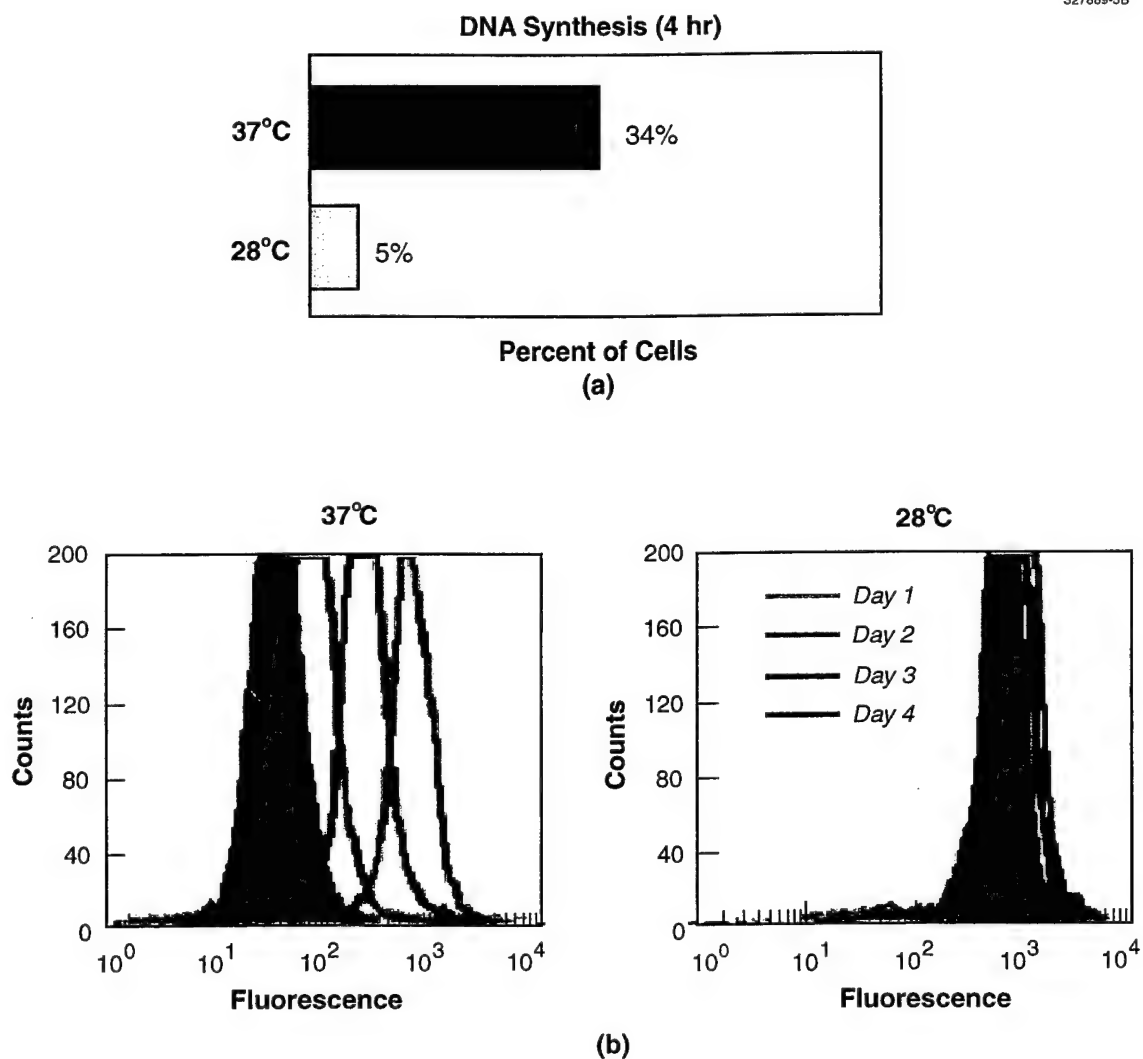 DNA Synthesis (4 hr)
37°C
34%
28°C
5%
Percent of Cells
(a)
37°C
200
160
120
80
40
0
Counts
10^0 10^1 10^2 10^3 10^4
Fluorescence
28°C
200
160
120
80
40
0
Counts
Day 1
Day 2
Day 3
Day 4
10^0 10^1 10^2 10^3 10^4
Fluorescence
(b)